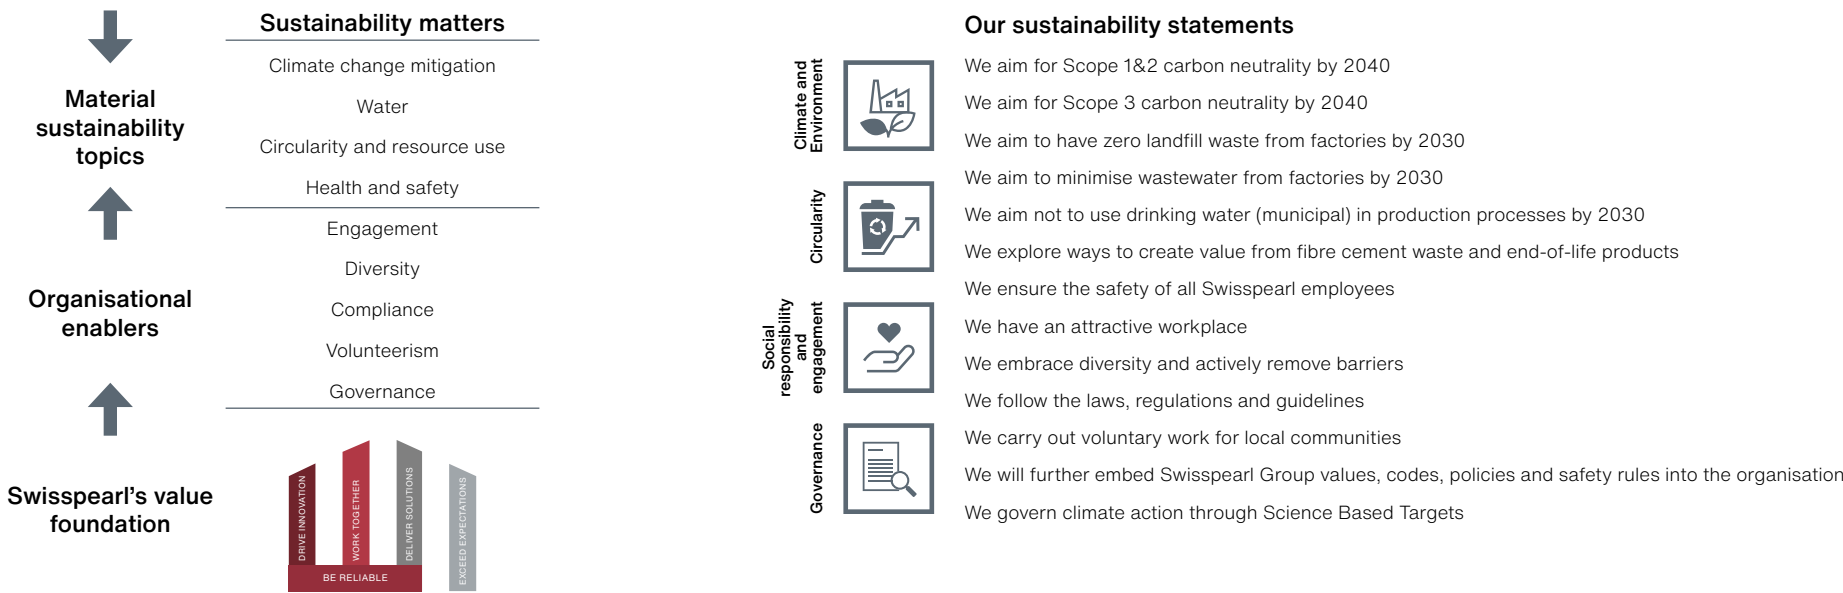 Material
sustainability
topics
Organisational
enablers
Swisspearl’s value
foundation
Sustainability matters
Climate change mitigation
Water
Circularity and resource use
Health and safety
Engagement
Diversity
Compliance
Volunteerism
Governance
DRIVE INNOVATION
WORK TOGETHER
DELIVER SOLUTIONS
EXCEED EXPECTATIONS
BE RELIABLE
Climate and
Environment
Circularity
Social
responsibility
and
engagement
Governance
Our sustainability statements
We aim for Scope 1&2 carbon neutrality by 2040
We aim for Scope 3 carbon neutrality by 2040
We aim to have zero landfill waste from factories by 2030
We aim to minimise wastewater from factories by 2030
We aim not to use drinking water (municipal) in production processes by 2030
We explore ways to create value from fibre cement waste and end-of-life products
We ensure the safety of all Swisspearl employees
We have an attractive workplace
We embrace diversity and actively remove barriers
We follow the laws, regulations and guidelines
We carry out voluntary work for local communities
We will further embed Swisspearl Group values, codes, policies and safety rules into the organisation
We govern climate action through Science Based Targets